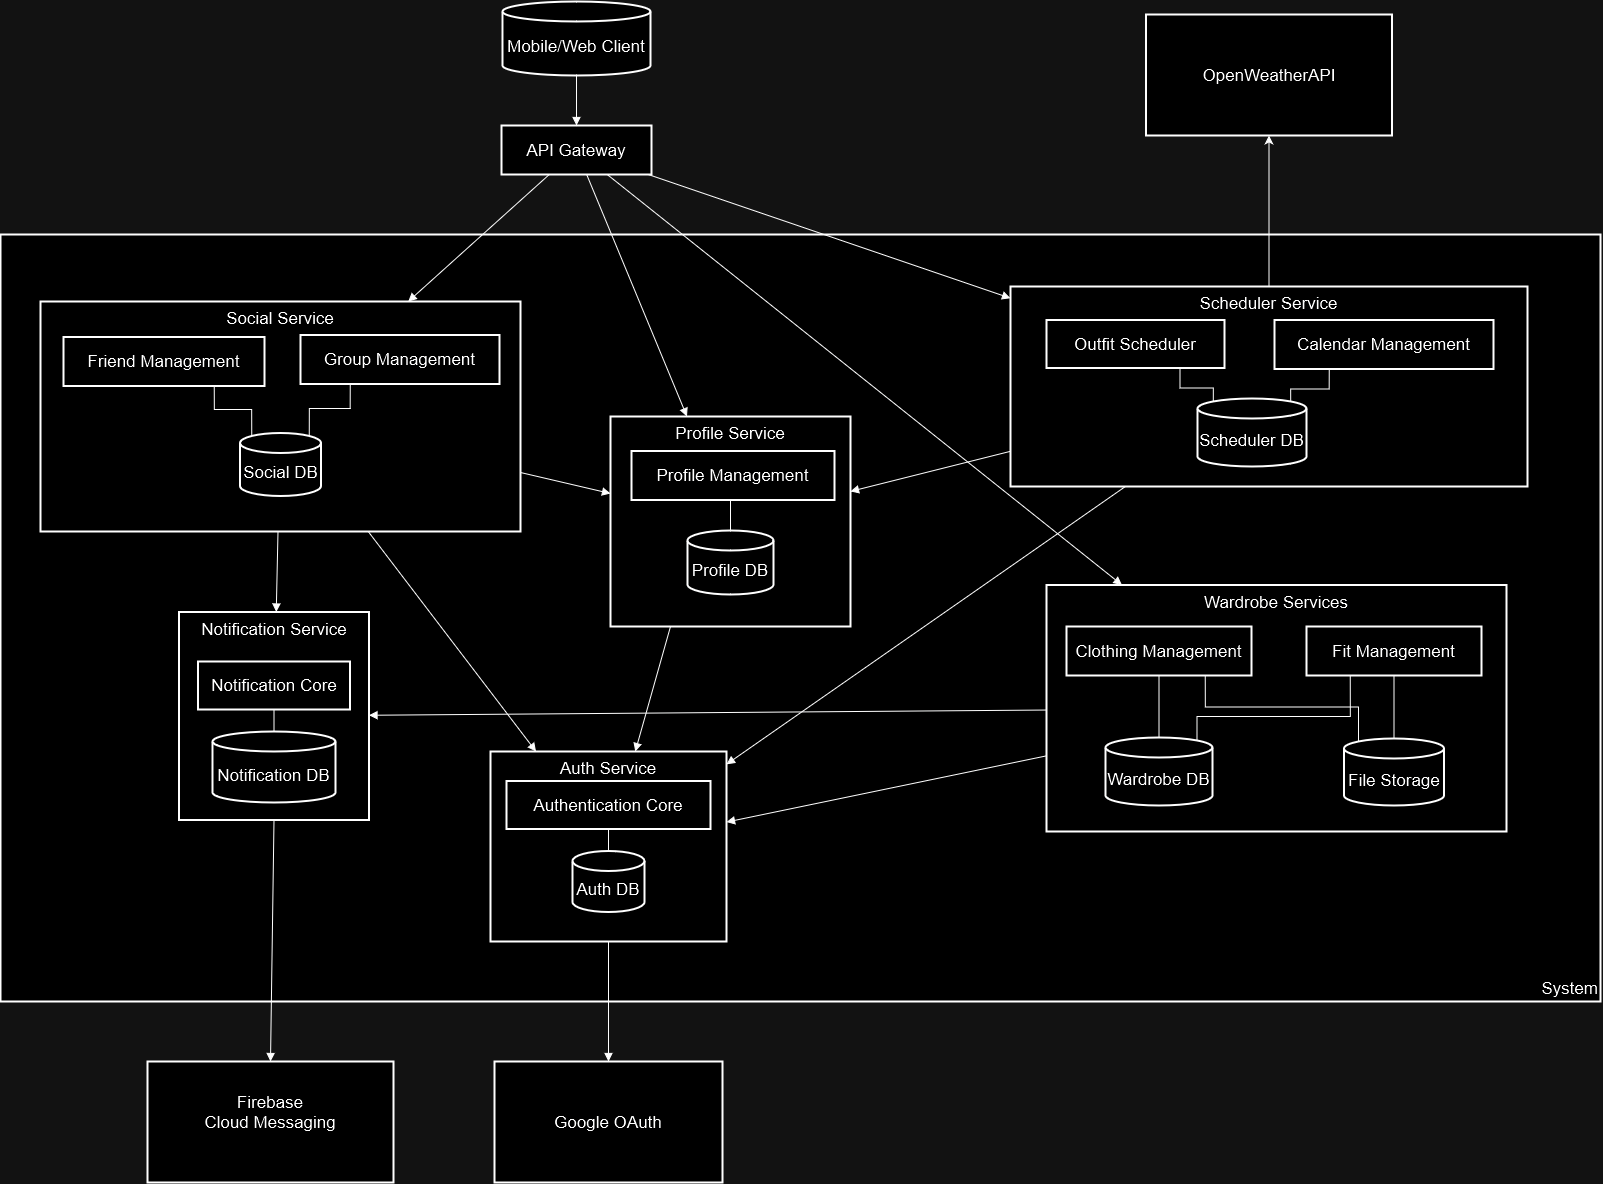 Mobile/Web Client
OpenWeatherAPI
API Gateway
Social Service
Friend Management
Group Management
Social DB
Scheduler Service
Outfit Scheduler
Calendar Management
Scheduler DB
Profile Service
Profile Management
Profile DB
Notification Service
Notification Core
Notification DB
Wardrobe Services
Clothing Management
Fit Management
Wardrobe DB
File Storage
Auth Service
Authentication Core
Auth DB
System
Firebase
Cloud Messaging
Google OAuth